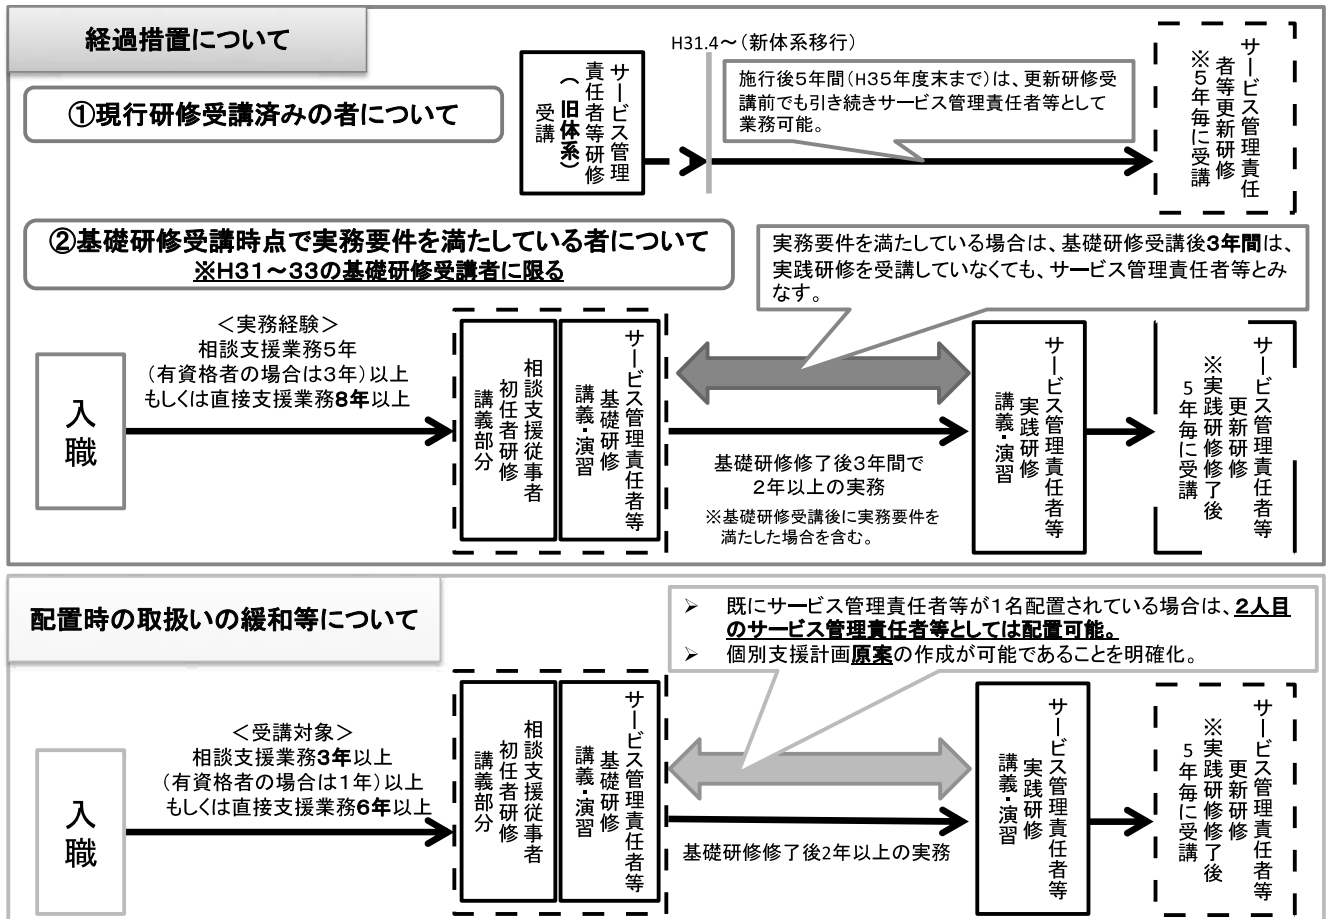 経過措置について
①現行研修受講済みの者について
サービス管理
責任者等研修
(旧体系)
受講
H31.4～(新体系移行)
施行後5年間(H35年度末まで)は、更新研修受
講前でも引き続きサービス管理責任者等として
業務可能。
サービス管理責任
者等更新研修
※5年毎に受講
②基礎研修受講時点で実務要件を満たしている者について
※H31～33の基礎研修受講者に限る
実務要件を満たしている場合は、基礎研修受講後3年間は、
実践研修を受講していなくても、サービス管理責任者等とみ
なす。
入職
＜実務経験＞
相談支援業務5年
(有資格者の場合は3年)以上
もしくは直接支援業務8年以上
相談支援従事者
初任者研修
講義部分
サービス管理責任者等
基礎研修
講義・演習
基礎研修修了後3年間で
2年以上の実務
※基礎研修受講後に実務要件を
満たした場合を含む。
サービス管理責任者等
実践研修
講義・演習
サービス管理責任者等
更新研修
※実践研修修了後
5年毎に受講
配置時の取扱いの緩和等について
➢ 既にサービス管理責任者等が1名配置されている場合は、2人目
のサービス管理責任者等としては配置可能。
➢ 個別支援計画原案の作成が可能であることを明確化。
入職
＜受講対象＞
相談支援業務3年以上
(有資格者の場合は1年)以上
もしくは直接支援業務6年以上
相談支援従事者
初任者研修
講義部分
サービス管理責任者等
基礎研修
講義・演習
基礎研修修了後2年以上の実務
サービス管理責任者等
実践研修
講義・演習
サービス管理責任者等
更新研修
※実践研修修了後
5年毎に受講